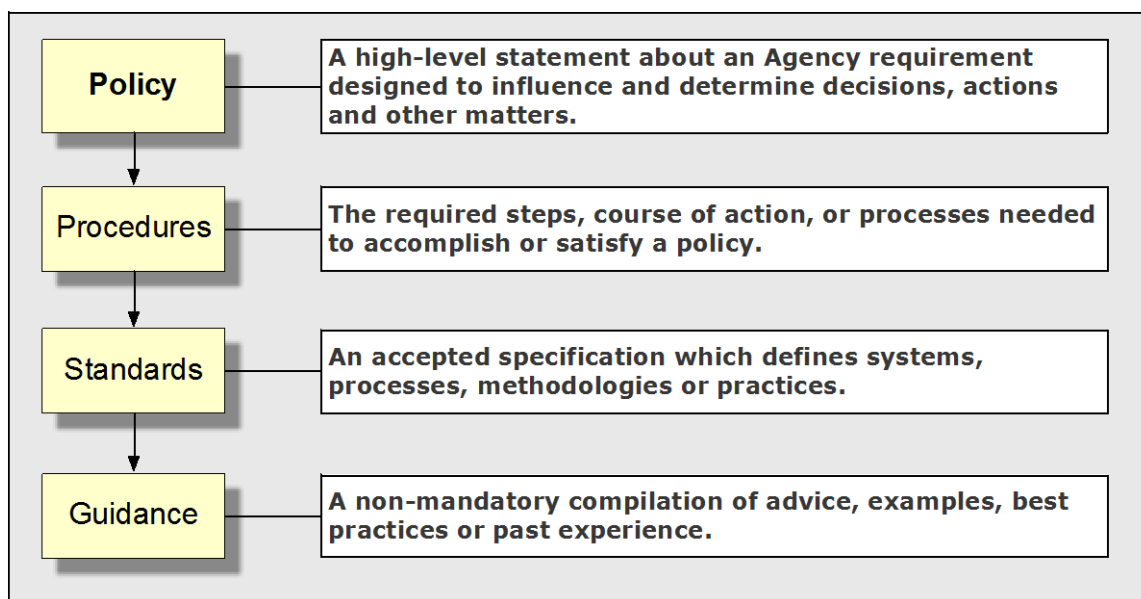 Policy
A high-level statement about an Agency requirement
designed to influence and determine decisions, actions
and other matters.
Procedures
The required steps, course of action, or processes needed
to accomplish or satisfy a policy.
Standards
An accepted specification which defines systems,
processes, methodologies or practices.
Guidance
A non-mandatory compilation of advice, examples, best
practices or past experience.